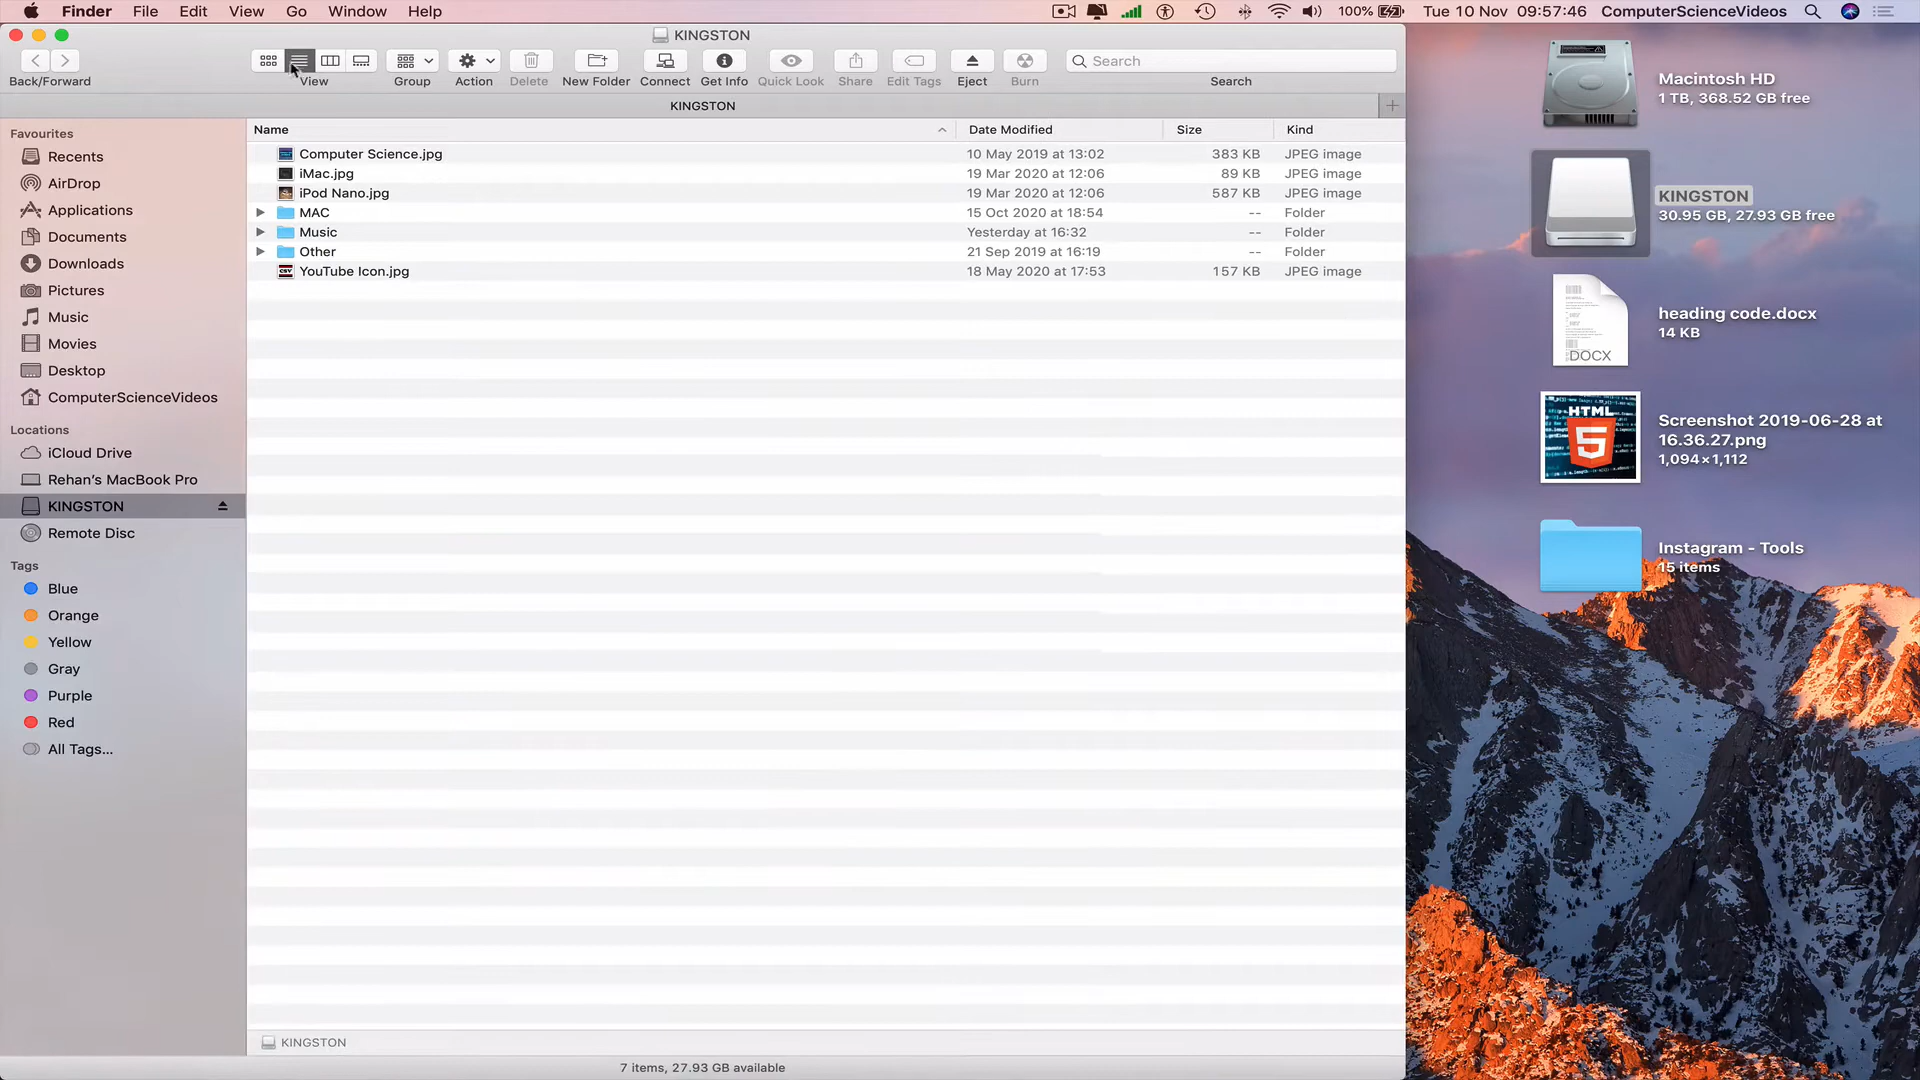 Finder File Edit View Go Window Help 100% Tue 10 Nov 09:57:46 ComputerScienceVideos
KINGSTON
Search
Back/Forward View Group Action Delete New Folder Connect Get Info Quick Look Share Edit Tags Eject Burn Search
KINGSTON
Favourites
Recents
AirDrop
Applications
Documents
Downloads
Pictures
Music
Movies
Desktop
ComputerScienceVideos
Locations
iCloud Drive
Rehan's MacBook Pro
KINGSTON
Remote Disc
Tags
Blue
Orange
Yellow
Gray
Purple
Red
All Tags...
Name Date Modified Size Kind
Computer Science.jpg 10 May 2019 at 13:02 383 KB JPEG image
iMac.jpg 19 Mar 2020 at 12:06 89 KB JPEG image
iPod Nano.jpg 19 Mar 2020 at 12:06 587 KB JPEG image
MAC 15 Oct 2020 at 18:54 -- Folder
Music Yesterday at 16:32 -- Folder
Other 21 Sep 2019 at 16:19 -- Folder
YouTube Icon.jpg 18 May 2020 at 17:53 157 KB JPEG image
KINGSTON
7 items, 27.93 GB available
Macintosh HD
1 TB, 368.52 GB free
KINGSTON
30.95 GB, 27.93 GB free
DOCX
heading code.docx
14 KB
HTML
5
Screenshot 2019-06-28 at
16.36.27.png
1,094×1,112
Instagram - Tools
15 items